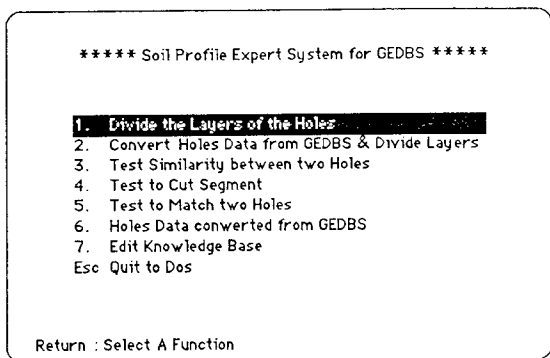 ***** Soil Profile Expert System for GEDBS *****
1. Divide the Layers of the Holes
2. Convert Holes Data from GEDBS & Divide Layers
3. Test Similarity between two Holes
4. Test to Cut Segment
5. Test to Match two Holes
6. Holes Data conwerted from GEDBS
7. Edit Knowledge Base
Esc Quit to Dos
Return : Select A Function